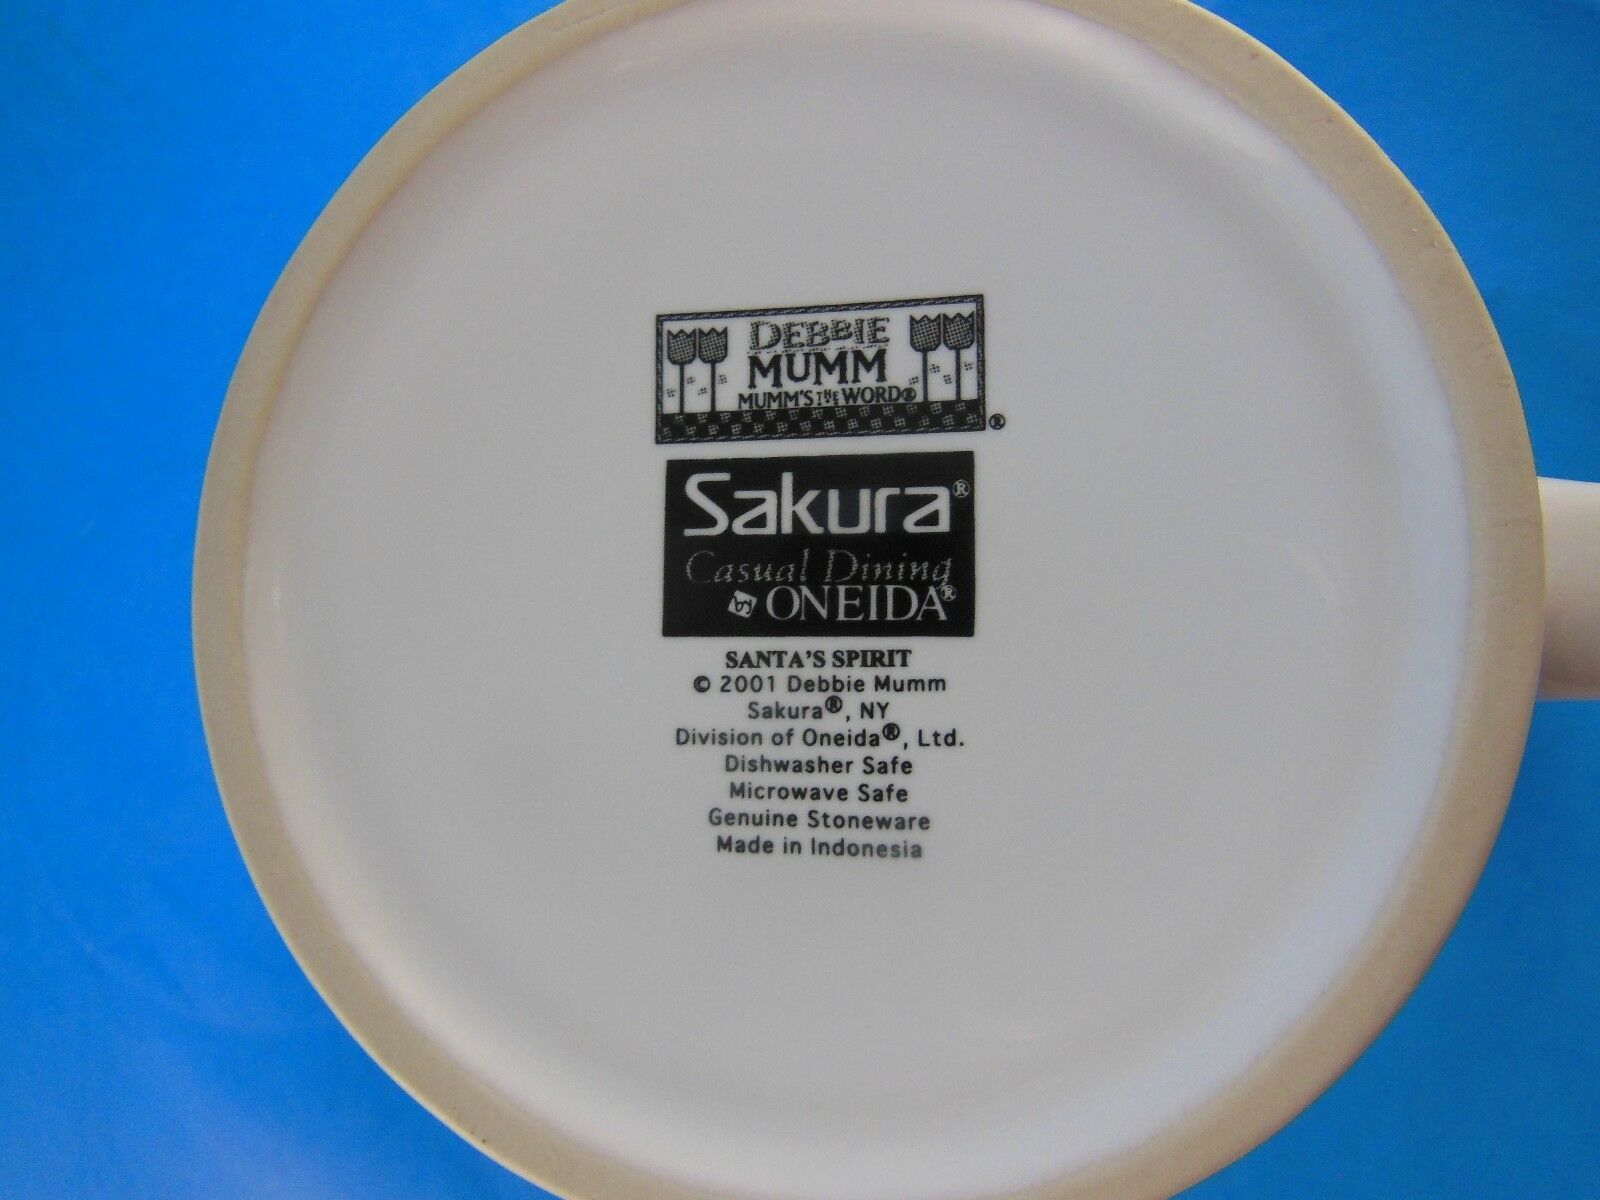 DEBBIE
MUMM
MUMM'S THE WORD®
®
Sakura®
Casual Dining
by ONEIDA®
SANTA'S SPIRIT
© 2001 Debbie Mumm
Sakura®, NY
Division of Oneida®, Ltd.
Dishwasher Safe
Microwave Safe
Genuine Stoneware
Made in Indonesia